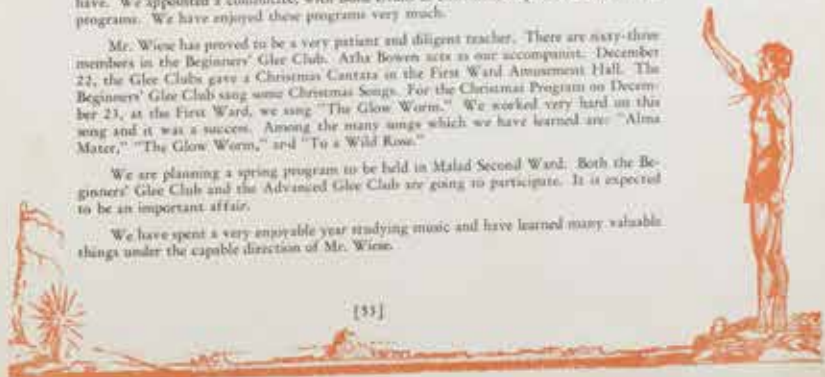 have. We appointed a committee, with
programs. We have enjoyed these programs very much.
Mr. Wiese has proved to be a very patient and diligent teacher. There are sixty-three
members in the Beginners' Glee Club. Azha Bowen acts as our accompanist. December
22, the Glee Clubs gave a Christmas Cantata in the First Ward Amusement Hall. The
Beginners' Glee Club sang some Christmas Songs. For the Christmas Program on Decem-
ber 23, at the First Ward, we sang "The Glow Worm." We worked very hard on this
song and it was a success. Among the many songs which we have learned are: "Alma
Mater," "The Glow Worm," and "To a Wild Rose."
We are planning a spring program to be held in Malad Second Ward. Both the Be-
ginners' Glee Club and the Advanced Glee Club are going to participate. It is expected
to be an important affair.
We have spent a very enjoyable year studying music and have learned many valuable
things under the capable direction of Mr. Wiese.
[53]